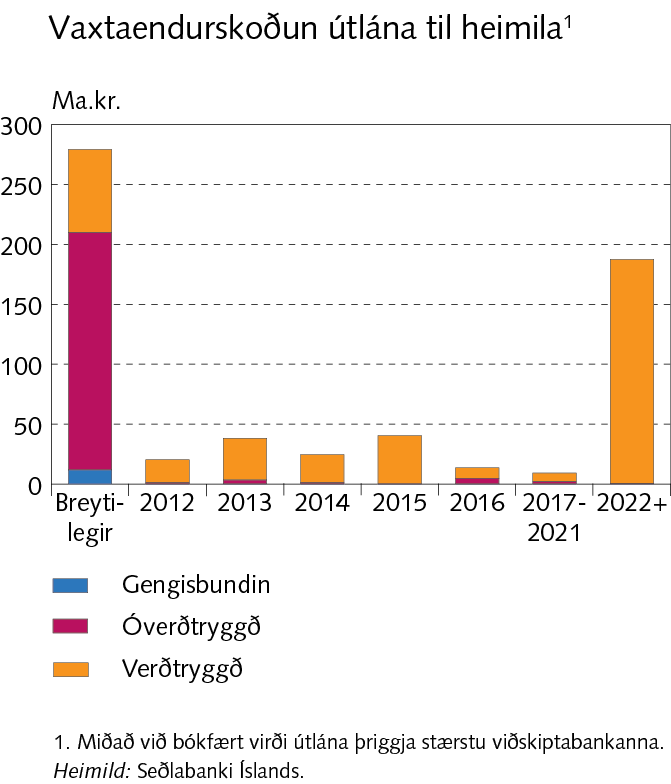 Vaxtaendurskoðun útlána til heimila¹
Ma.kr.
300
250
200
150
100
50
0
Breyti-
legir
2012
2013
2014
2015
2016
2017-
2021
2022+
Gengisbundin
Óverðtryggð
Verðtryggð
1. Miðað við bókfært virði útlána þriggja stærstu viðskiptabankanna.
Heimild: Seðlabanki Íslands.